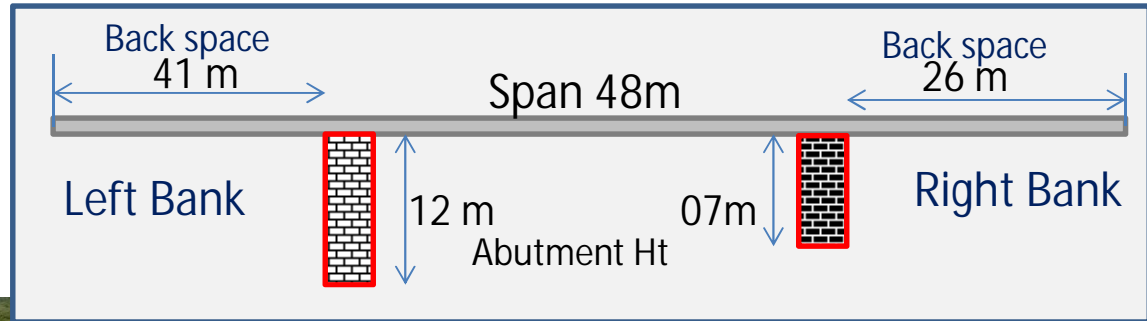 Back space
41 m
Span 48m
Back space
26 m
Left Bank
12 m
Abutment Ht
07m
Right Bank